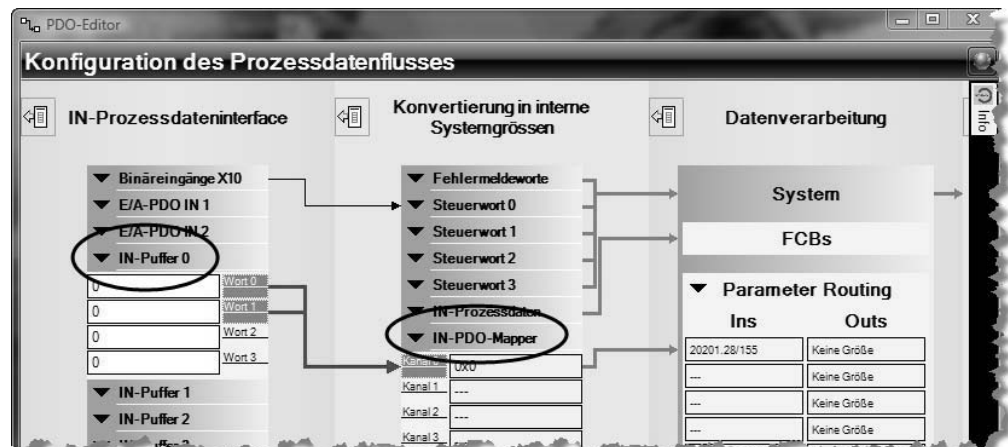 PDO-Editor
Konfiguration des Prozessdatenflusses
Info
IN-Prozessdateninterface
Binäreingänge X10
E/A-PDO IN 1
E/A-PDO IN 2
IN-Puffer 0
0 Wort 0
0 Wort 1
0 Wort 2
0 Wort 3
IN-Puffer 1
IN-Puffer 2
Konvertierung in interne
Systemgrössen
Fehlermeldeworte
Steuerwort 0
Steuerwort 1
Steuerwort 2
Steuerwort 3
IN-Prozessdaten
IN-PDO-Mapper
Kanal 0 0x0
Kanal 1 ---
Kanal 2 ---
Kanal 3
Datenverarbeitung
System
FCBs
Parameter Routing
Ins Outs
20201.28/155 Keine Größe
--- Keine Größe
--- Keine Größe
--- Keine Größe